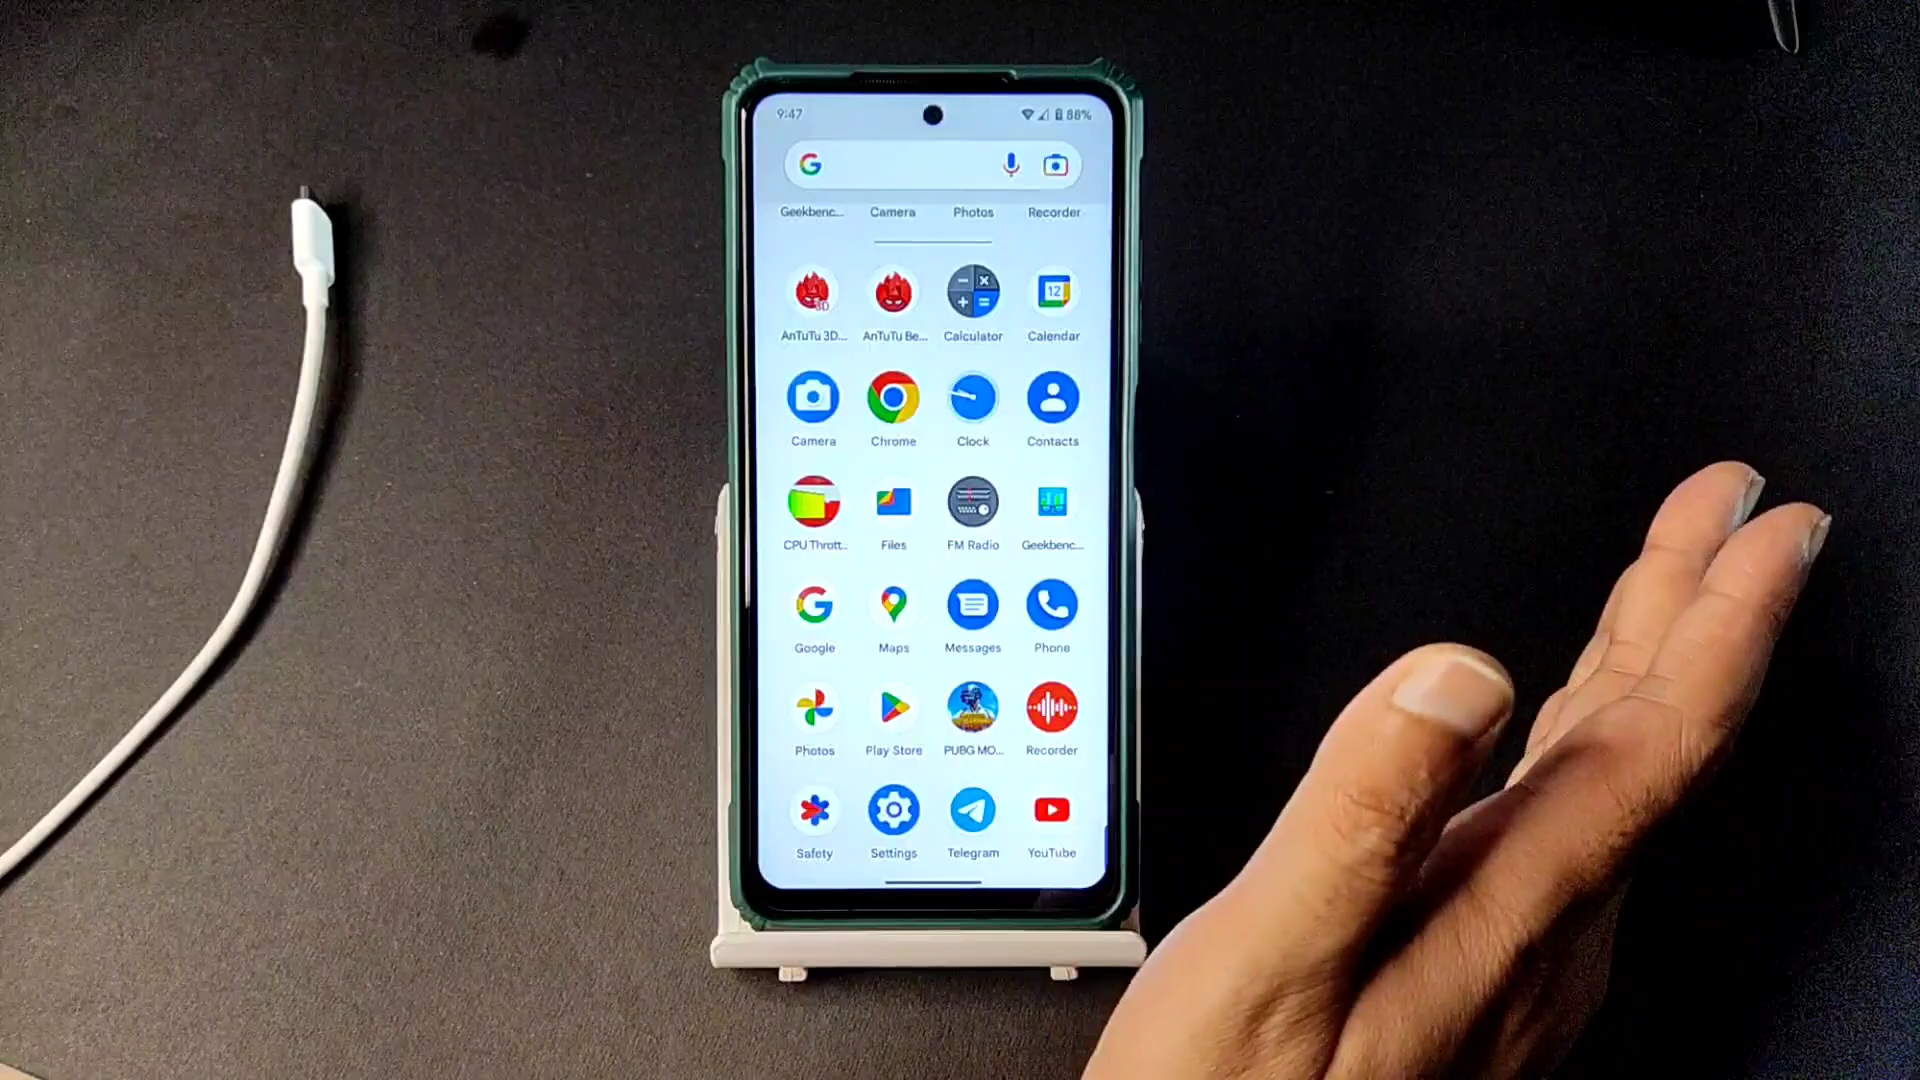 9:47 88%
G
Geekbenc... Camera Photos Recorder
3D 12
AnTuTu 3D... AnTuTu Be... Calculator Calendar
Camera Chrome Clock Contacts
CPU Thrott.. Files FM Radio Geekbenc...
G
Google Maps Messages Phone
Photos Play Store PUBG MO... Recorder
Safety Settings Telegram YouTube